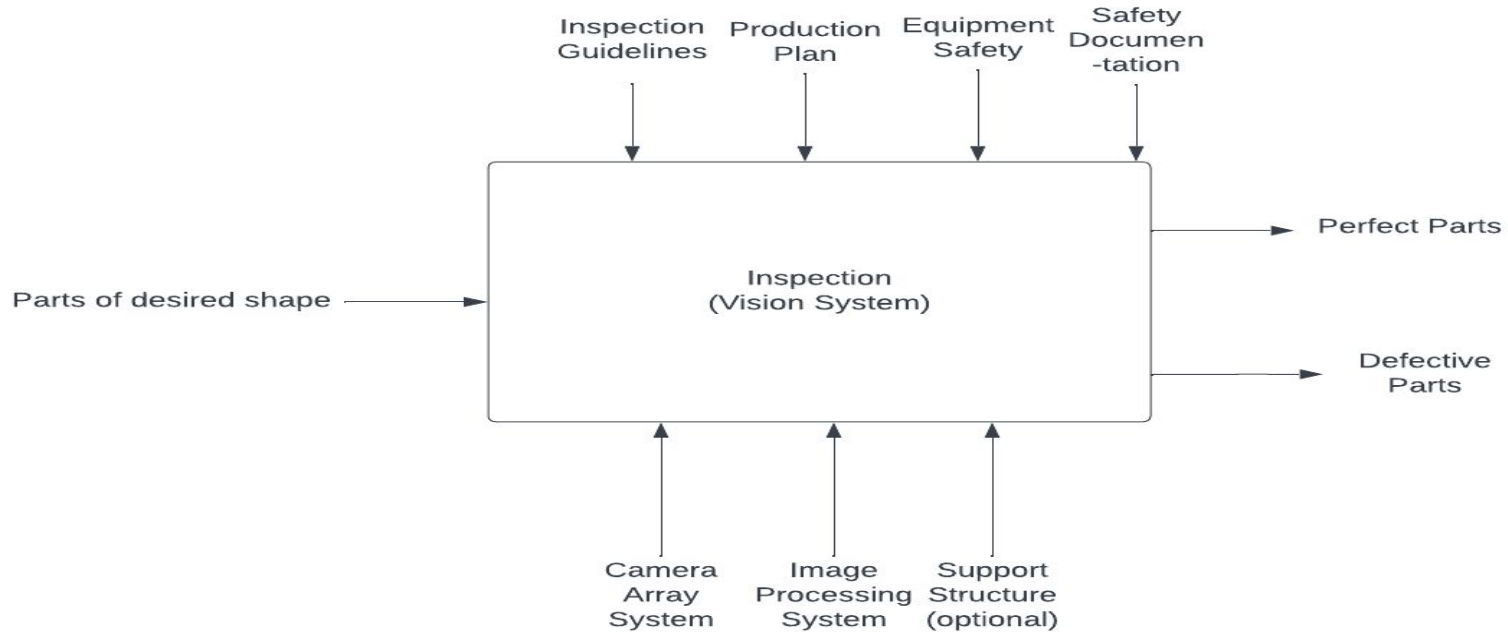 Inspection
Guidelines
Production
Plan
Equipment
Safety
Safety
Documen
-tation
Parts of desired shape
Inspection
(Vision System)
Perfect Parts
Defective
Parts
Camera
Array
System
Image
Processing
System
Support
Structure
(optional)